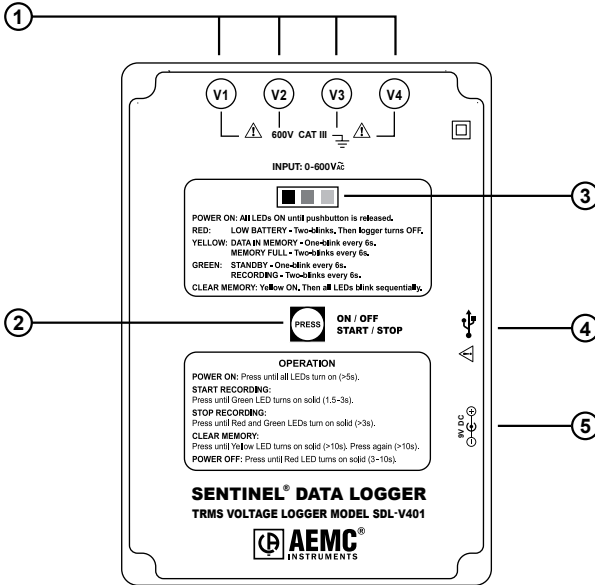 1
V1 V2 V3 V4
600V CAT III
INPUT: 0-600V AC
3
POWER ON: All LEDs ON until pushbutton is released.
RED: LOW BATTERY - Two-blinks. Then logger turns OFF.
YELLOW: DATA IN MEMORY - One-blink every 6s.
MEMORY FULL - Two-blinks every 6s.
GREEN: STANDBY - One-blink every 6s.
RECORDING - Two-blinks every 6s.
CLEAR MEMORY: Yellow ON. Then all LEDs blink sequentially.
2
PRESS
ON / OFF
START / STOP
4
OPERATION
POWER ON: Press until all LEDs turn on (>5s).
START RECORDING:
Press until Green LED turns on solid (1.5-3s).
STOP RECORDING:
Press until Red and Green LEDs turn on solid (>3s).
CLEAR MEMORY:
Press until Yellow LED turns on solid (>10s). Press again (>10s).
POWER OFF: Press until Red LED turns on solid (3-10s).
9V DC
5
SENTINEL® DATA LOGGER
TRMS VOLTAGE LOGGER MODEL SDL-V401
AEMC®
INSTRUMENTS